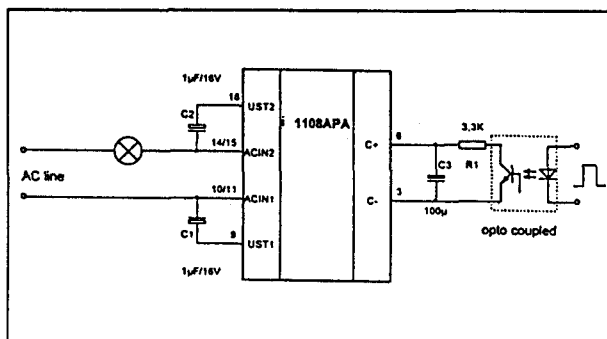 1µF/16V
16
UST2
C2
i 1108APA
3,3K
14/15
ACIN2
C+
6
C3
R1
AC line
10/11
ACIN1
C-
3
100µ
C1
9
UST1
opto coupled
1µF/16V